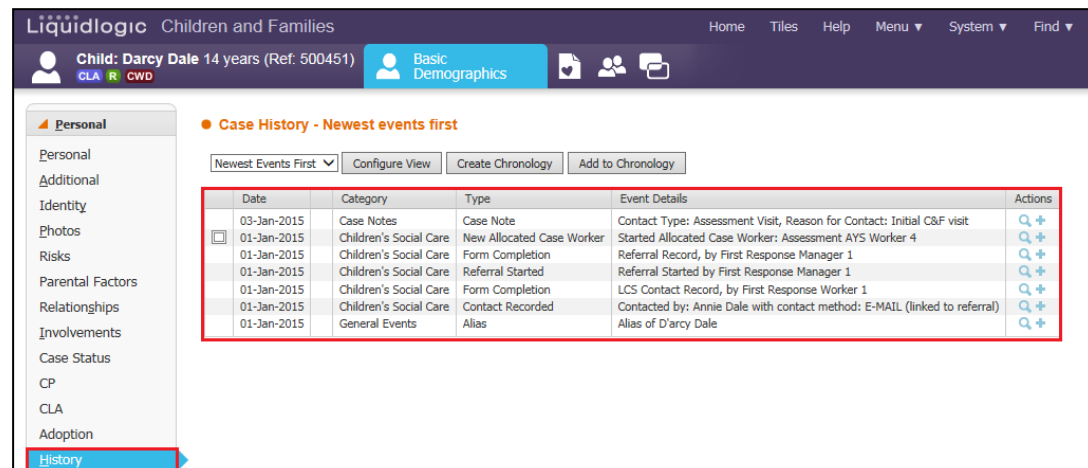 Liquidlogic Children and Families
Home Tiles Help Menu ▼ System ▼ Find ▼
Child: Darcy Dale 14 years (Ref: 500451)
CLA R CWD
Basic
Demographics
Personal
Personal
Additional
Identity
Photos
Risks
Parental Factors
Relationships
Involvements
Case Status
CP
CLA
Adoption
History
Case History - Newest events first
Newest Events First Configure View Create Chronology Add to Chronology
Date Category Type Event Details Actions
03-Jan-2015 Case Notes Case Note Contact Type: Assessment Visit, Reason for Contact: Initial C&F visit
01-Jan-2015 Children's Social Care New Allocated Case Worker Started Allocated Case Worker: Assessment AYS Worker 4
01-Jan-2015 Children's Social Care Form Completion Referral Record, by First Response Manager 1
01-Jan-2015 Children's Social Care Referral Started Referral Started by First Response Manager 1
01-Jan-2015 Children's Social Care Form Completion LCS Contact Record, by First Response Worker 1
01-Jan-2015 Children's Social Care Contact Recorded Contacted by: Annie Dale with contact method: E-MAIL (linked to referral)
01-Jan-2015 General Events Alias Alias of D'arcy Dale